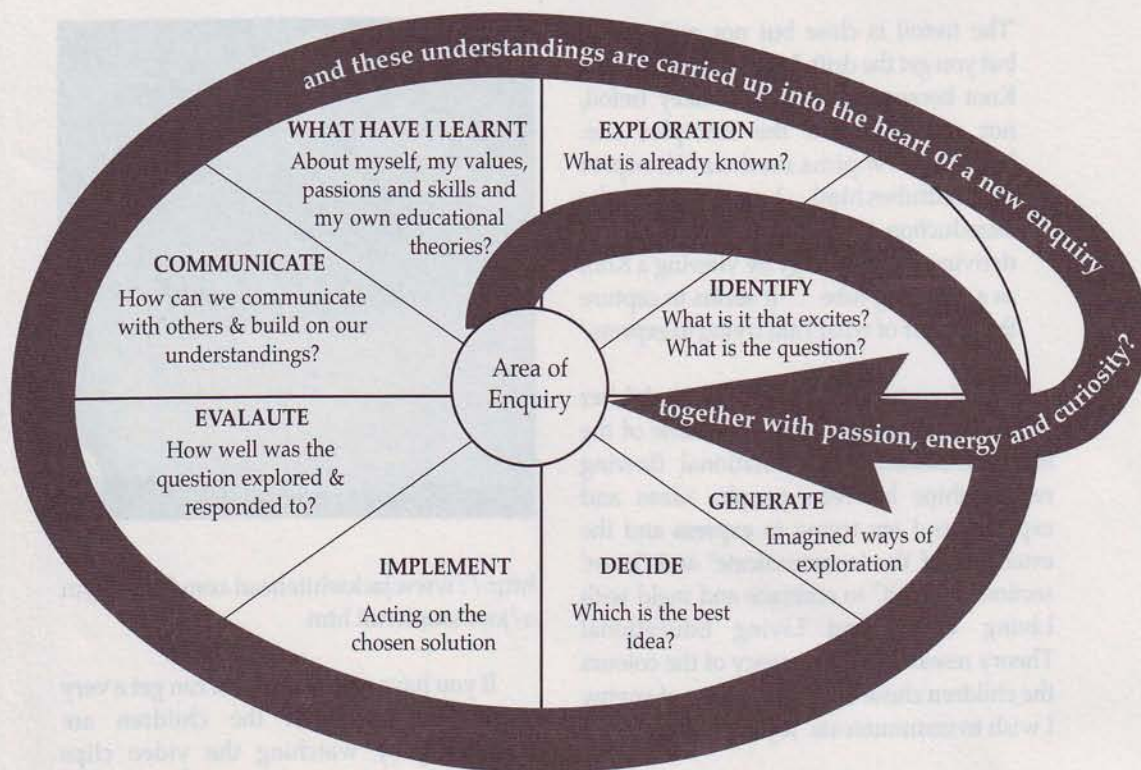 and these understandings are carried up into the heart of a new enquiry
together with passion, energy and curiosity?
WHAT HAVE I LEARNT
About myself, my values,
passions and skills and
my own educational
theories?
EXPLORATION
What is already known?
IDENTIFY
What is it that excites?
What is the question?
GENERATE
Imagined ways of
exploration
DECIDE
Which is the best
idea?
IMPLEMENT
Acting on the
chosen solution
EVALAUTE
How well was the
question explored &
responded to?
COMMUNICATE
How can we communicate
with others & build on our
understandings?
Area of
Enquiry